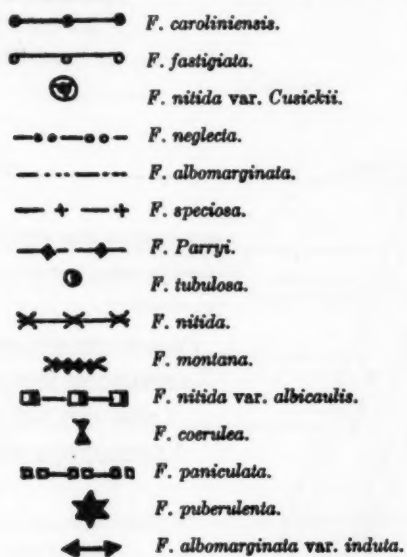 F. caroliniensis.
F. fastigiata.
F. nitida var. Cusickii.
F. neglecta.
F. albomarginata.
F. speciosa.
F. Parryi.
F. tubulosa.
F. nitida.
F. montana.
F. nitida var. albicaulis.
F. coerulea.
F. paniculata.
F. puberulenta.
F. albomarginata var. induta.